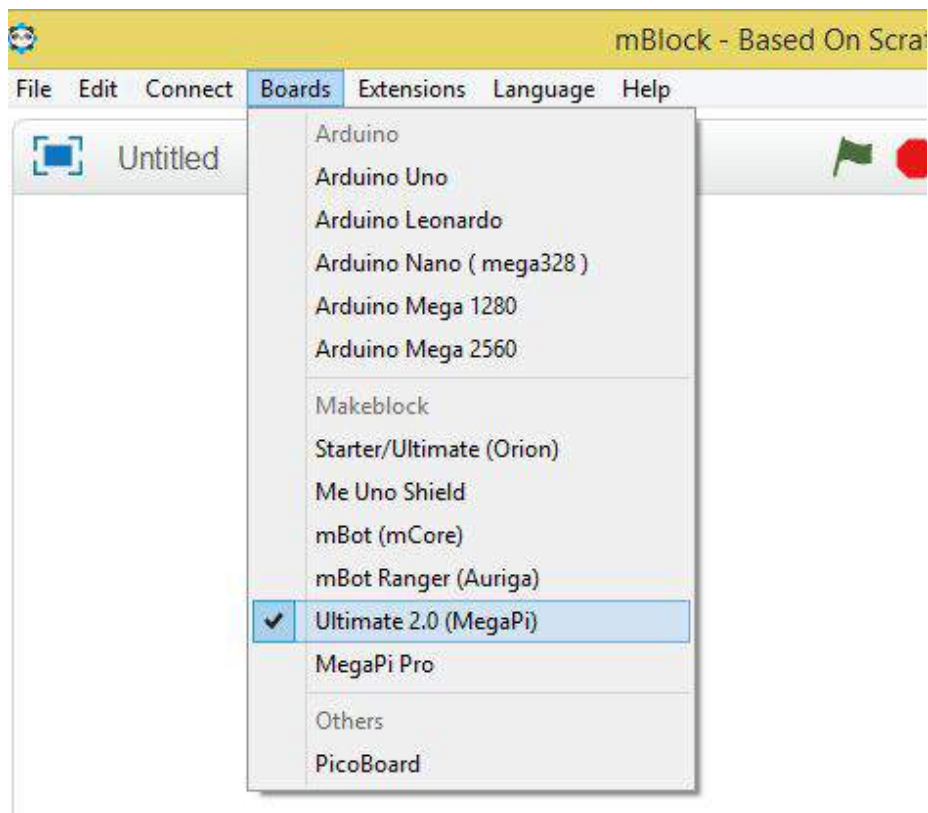 mBlock - Based On
File Edit Connect Boards Extensions Language Help
Untitled
Arduino
Arduino Uno
Arduino Leonardo
Arduino Nano ( mega328 )
Arduino Mega 1280
Arduino Mega 2560
Makeblock
Starter/Ultimate (Orion)
Me Uno Shield
mBot (mCore)
mBot Ranger (Auriga)
Ultimate 2.0 (MegaPi)
MegaPi Pro
Others
PicoBoard